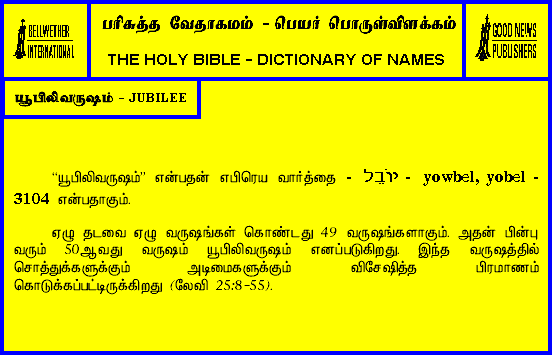 BELLWETHER
INTERNATIONAL
பரிசுத்த வேதாகமம் - பெயர் பொருள்விளக்கம்
THE HOLY BIBLE - DICTIONARY OF NAMES
GOOD NEWS
PUBLISHERS
யூபிலிவருஷம் - JUBILEE
“யூபிலிவருஷம்” என்பதன் எபிரெய வார்த்தை - יוֹבֵל - yowbel, yobel -
3104 என்பதாகும்.
ஏழு தடவை ஏழு வருஷங்கள் கொண்டது 49 வருஷங்களாகும். அதன் பின்பு
வரும் 50ஆவது வருஷம் யூபிலிவருஷம் எனப்படுகிறது. இந்த வருஷத்தில்
சொத்துக்களுக்கும் அடிமைகளுக்கும் விசேஷித்த பிரமாணம்
கொடுக்கப்பட்டிருக்கிறது (லேவி 25:8-55).